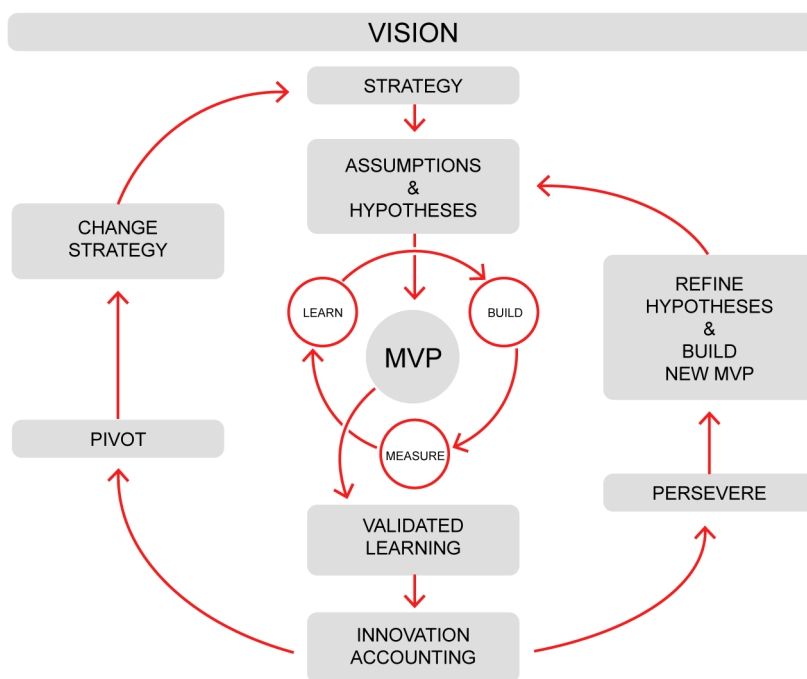 VISION
STRATEGY
ASSUMPTIONS
&
HYPOTHESES
CHANGE
STRATEGY
LEARN
BUILD
MVP
REFINE
HYPOTHESES
&
BUILD
NEW MVP
PIVOT
MEASURE
PERSEVERE
VALIDATED
LEARNING
INNOVATION
ACCOUNTING